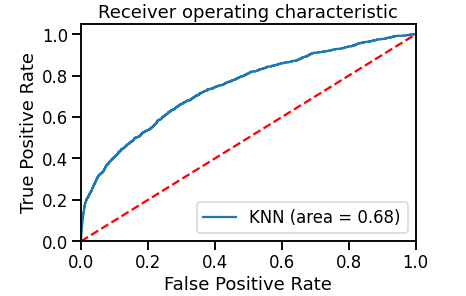 Receiver operating characteristic
True Positive Rate
1.0
0.8
0.6
0.4
0.2
0.0
KNN (area = 0.68)
0.0 0.2 0.4 0.6 0.8 1.0
False Positive Rate